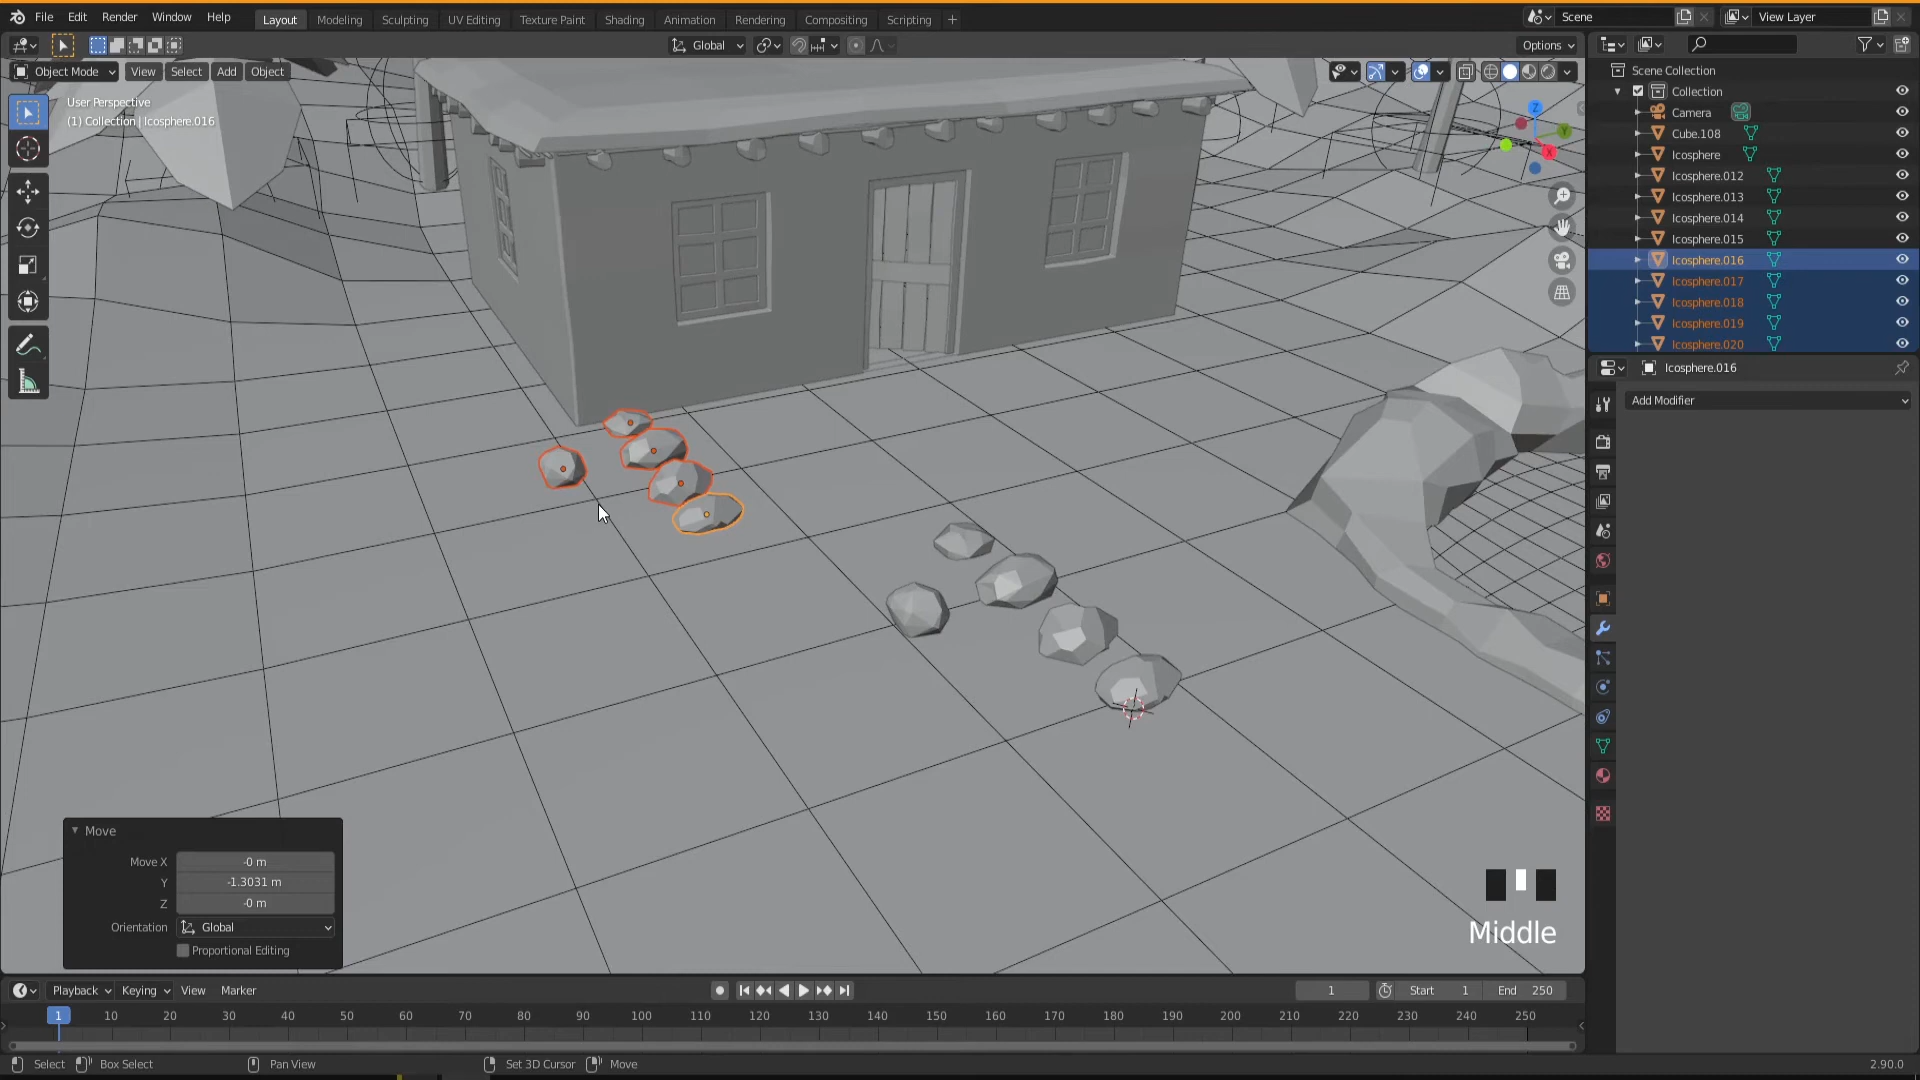 File Edit Render Window Help
Layout Modeling Sculpting UV Editing Texture Paint Shading Animation Rendering Compositing Scripting +
Scene
View Layer
Global
Options
Object Mode View Select Add Object
User Perspective
(1) Collection | Icosphere.016
Z
Y
X
Scene Collection
Collection
Camera
Cube.108
Icosphere
Icosphere.012
Icosphere.013
Icosphere.014
Icosphere.015
Icosphere.016
Icosphere.017
Icosphere.018
Icosphere.019
Icosphere.020
Icosphere.016
Add Modifier
Move
Move X -0 m
Y -1.3031 m
Z -0 m
Orientation Global
Proportional Editing
Middle
Playback Keying View Marker
1 Start 1 End 250
1 10 20 30 40 50 60 70 80 90 100 110 120 130 140 150 160 170 180 190 200 210 220 230 240 250
Select Box Select Pan View Set 3D Cursor Move 2.90.0